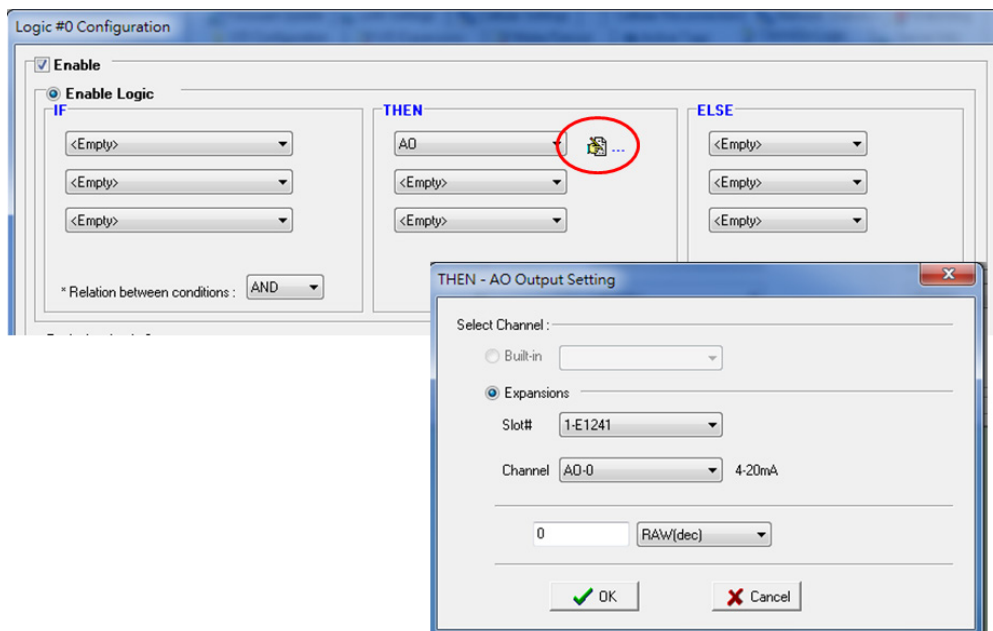 Logic #0 Configuration
Enable
Enable Logic
IF THEN ELSE
<Empty> AO ... <Empty>
<Empty> <Empty> <Empty>
<Empty> <Empty> <Empty>
* Relation between conditions : AND
THEN - AO Output Setting
Select Channel :
Built-in
Expansions
Slot# 1-E1241
Channel AO-0 4-20mA
0 RAW(dec)
OK Cancel